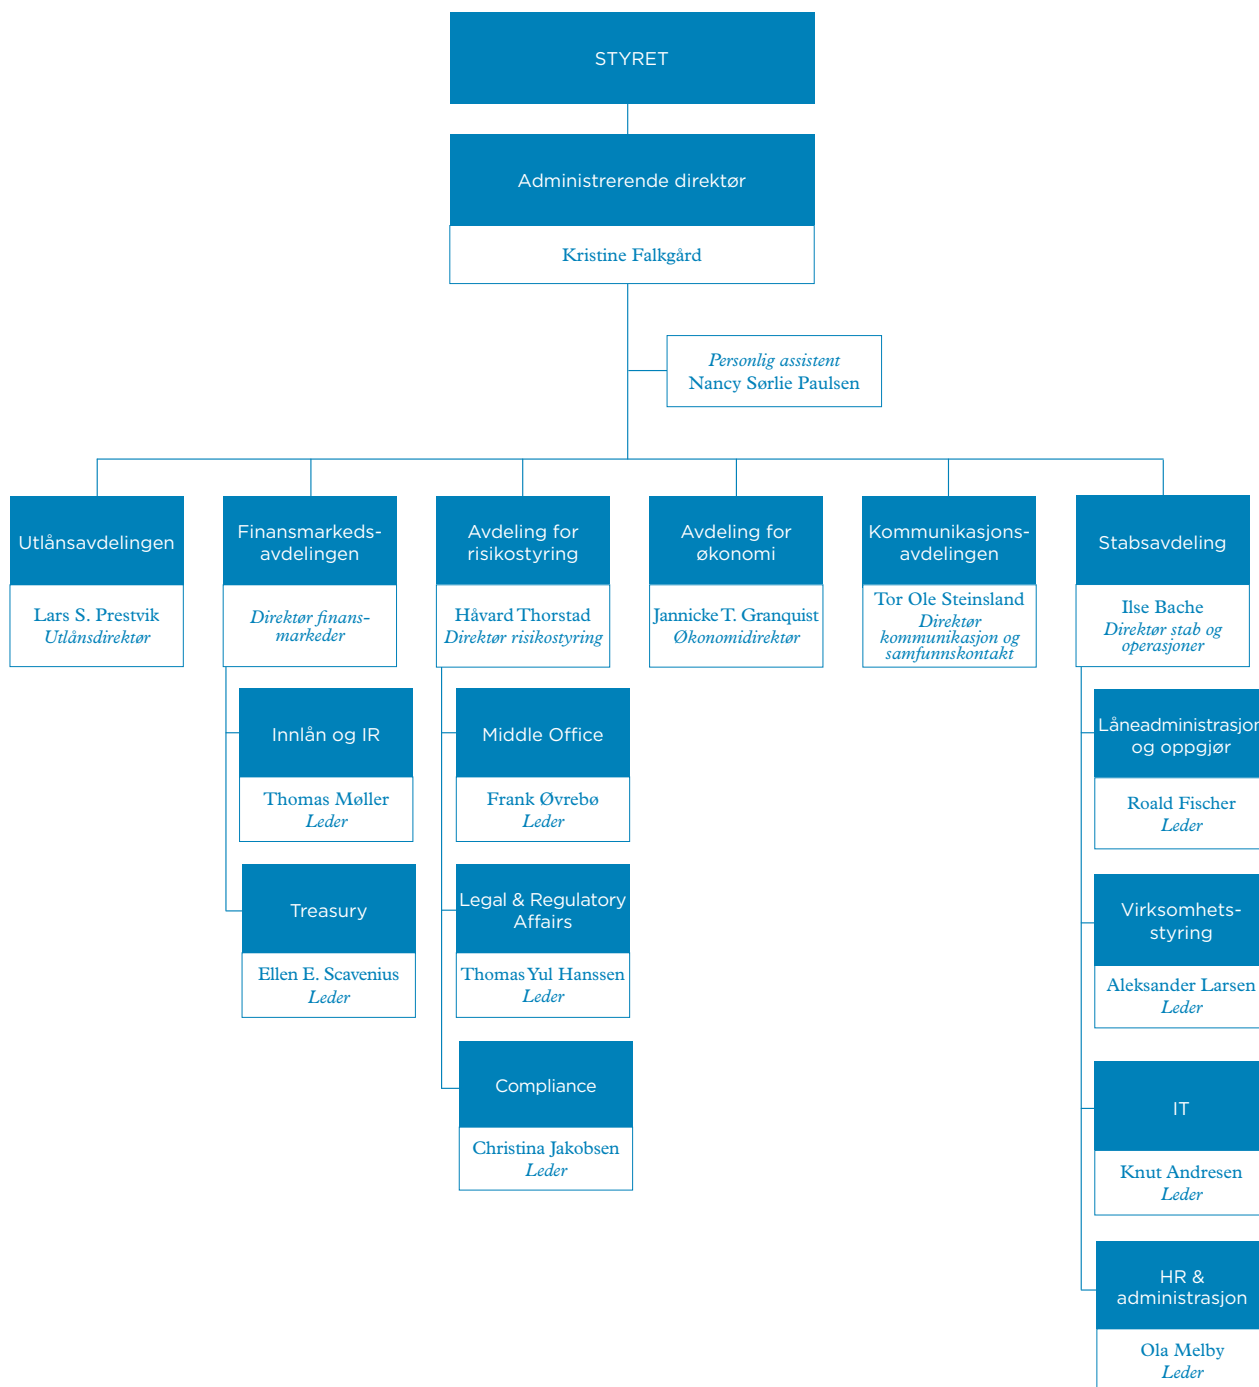 STYRET
Administrerende direktør
Kristine Falkgård
Personlig assistent
Nancy Sørlie Paulsen
Utlånsavdelingen
Lars S. Prestvik
Utlånsdirektør
Finansmarkeds-
avdelingen
Direktør finans-
markeder
Avdeling for
risikostyring
Håvard Thorstad
Direktør risikostyring
Avdeling for
økonomi
Jannicke T. Granquist
Økonomidirektør
Kommunikasjons-
avdelingen
Tor Ole Steinsland
Direktør
kommunikasjon og
samfunnskontakt
Stabsavdeling
Ilse Bache
Direktør stab og
operasjoner
Innlån og IR
Thomas Møller
Leder
Treasury
Ellen E. Scavenius
Leder
Middle Office
Frank Øvrebø
Leder
Legal & Regulatory
Affairs
Thomas Yul Hanssen
Leder
Compliance
Christina Jakobsen
Leder
Låneadministrasjon
og oppgjør
Roald Fischer
Leder
Virksomhets-
styring
Aleksander Larsen
Leder
IT
Knut Andresen
Leder
HR &
administrasjon
Ola Melby
Leder